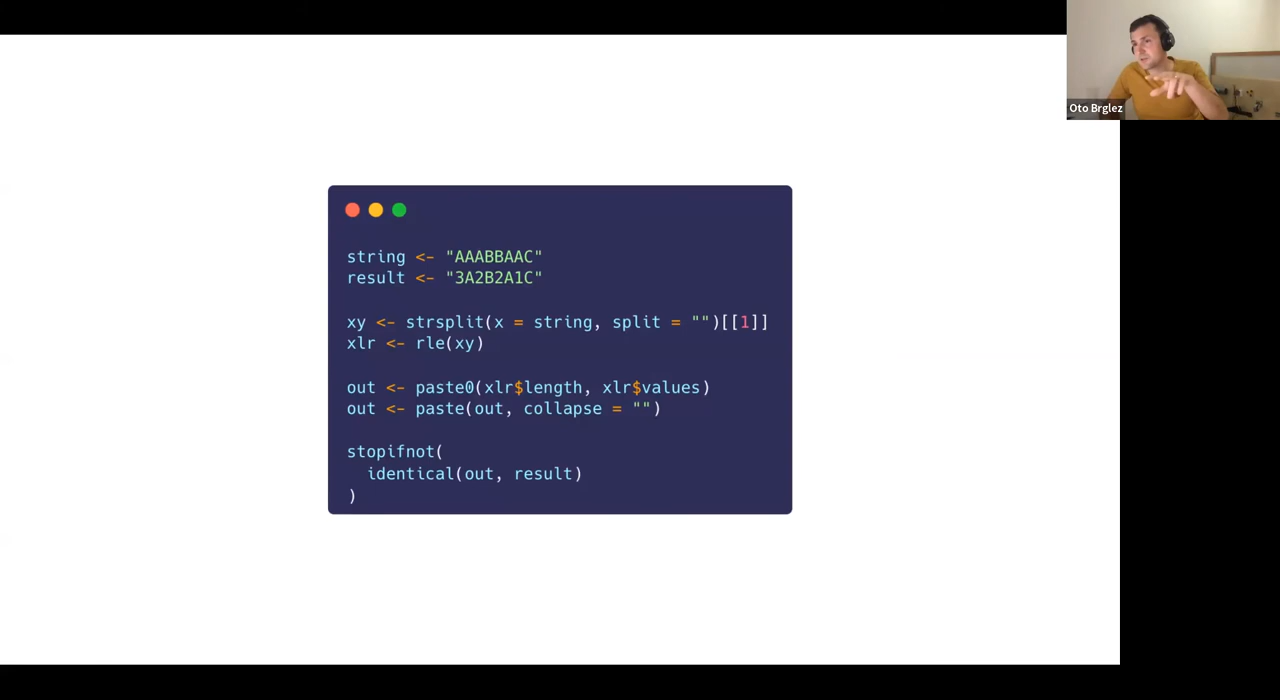 Oto Brglez
string <- "AAABBAAC"
result <- "3A2B2A1C"
xy <- strsplit(x = string, split = "")[[1]]
xlr <- rle(xy)
out <- paste0(xlr$length, xlr$values)
out <- paste(out, collapse = "")
stopifnot(
  identical(out, result)
)